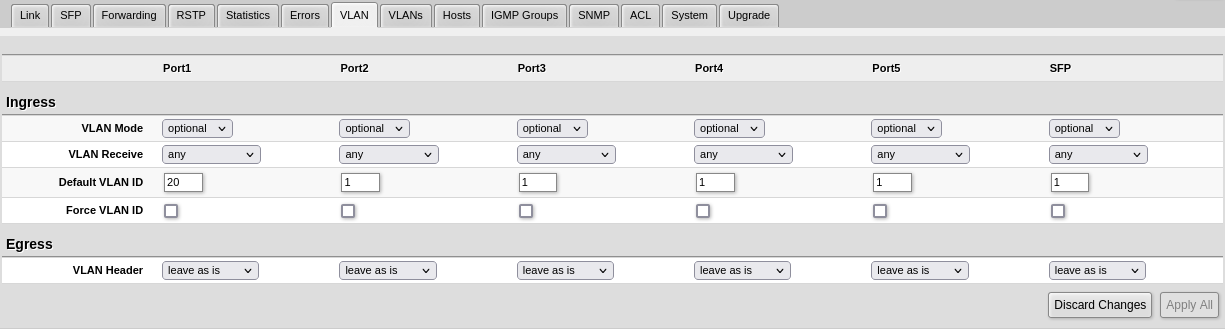 Link SFP Forwarding RSTP Statistics Errors VLAN VLANs Hosts IGMP Groups SNMP ACL System Upgrade
Port1 Port2 Port3 Port4 Port5 SFP
Ingress
VLAN Mode optional optional optional optional optional optional
VLAN Receive any any any any any any
Default VLAN ID 20 1 1 1 1 1
Force VLAN ID
Egress
VLAN Header leave as is leave as is leave as is leave as is leave as is leave as is
Discard Changes Apply All